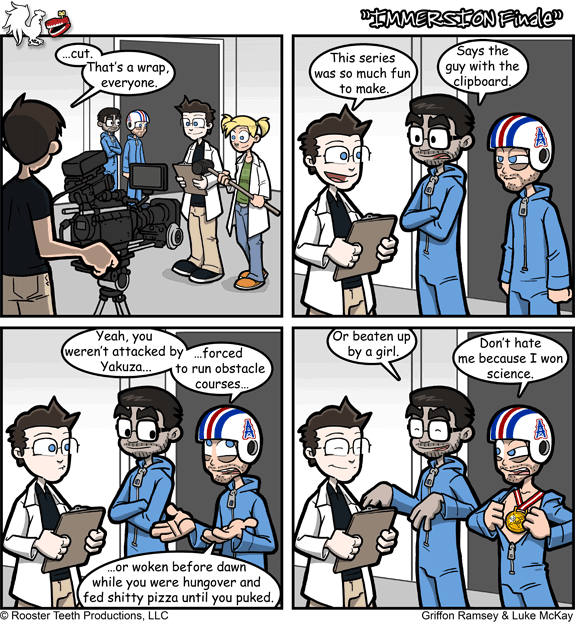 "IMMERSION Finale"
...cut.
That's a wrap,
everyone.
This series
was so much fun
to make.
Says the
guy with the
clipboard.
Yeah, you
weren't attacked by
Yakuza...
...forced
to run obstacle
courses...
...or woken before dawn
while you were hungover and
fed shitty pizza until you puked.
Or beaten up
by a girl.
Don't hate
me because I won
science.
© Rooster Teeth Productions, LLC
Griffon Ramsey & Luke McKay